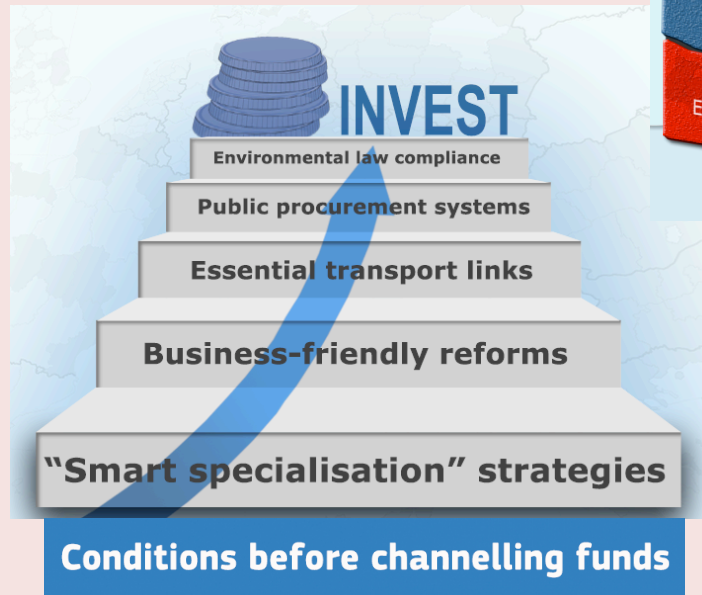 INVEST
Environmental law compliance
Public procurement systems
Essential transport links
Business-friendly reforms
“Smart specialisation” strategies
Conditions before channelling funds